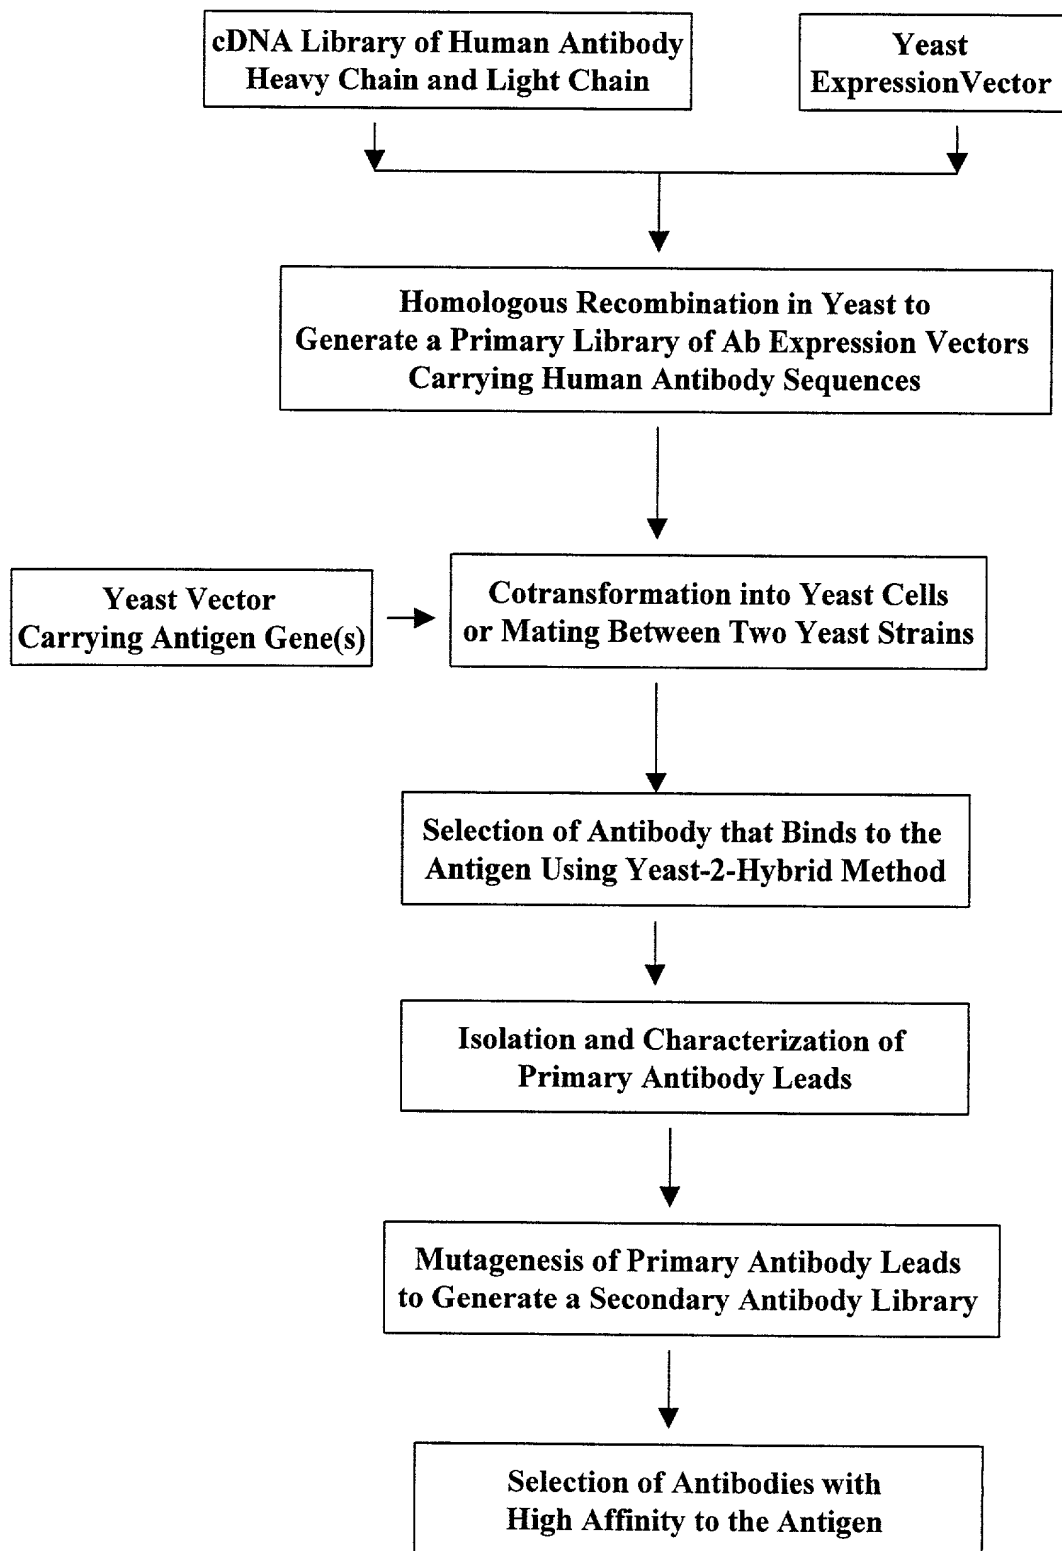 cDNA Library of Human Antibody
Heavy Chain and Light Chain
Yeast
ExpressionVector
Homologous Recombination in Yeast to
Generate a Primary Library of Ab Expression Vectors
Carrying Human Antibody Sequences
Yeast Vector
Carrying Antigen Gene(s)
Cotransformation into Yeast Cells
or Mating Between Two Yeast Strains
Selection of Antibody that Binds to the
Antigen Using Yeast-2-Hybrid Method
Isolation and Characterization of
Primary Antibody Leads
Mutagenesis of Primary Antibody Leads
to Generate a Secondary Antibody Library
Selection of Antibodies with
High Affinity to the Antigen